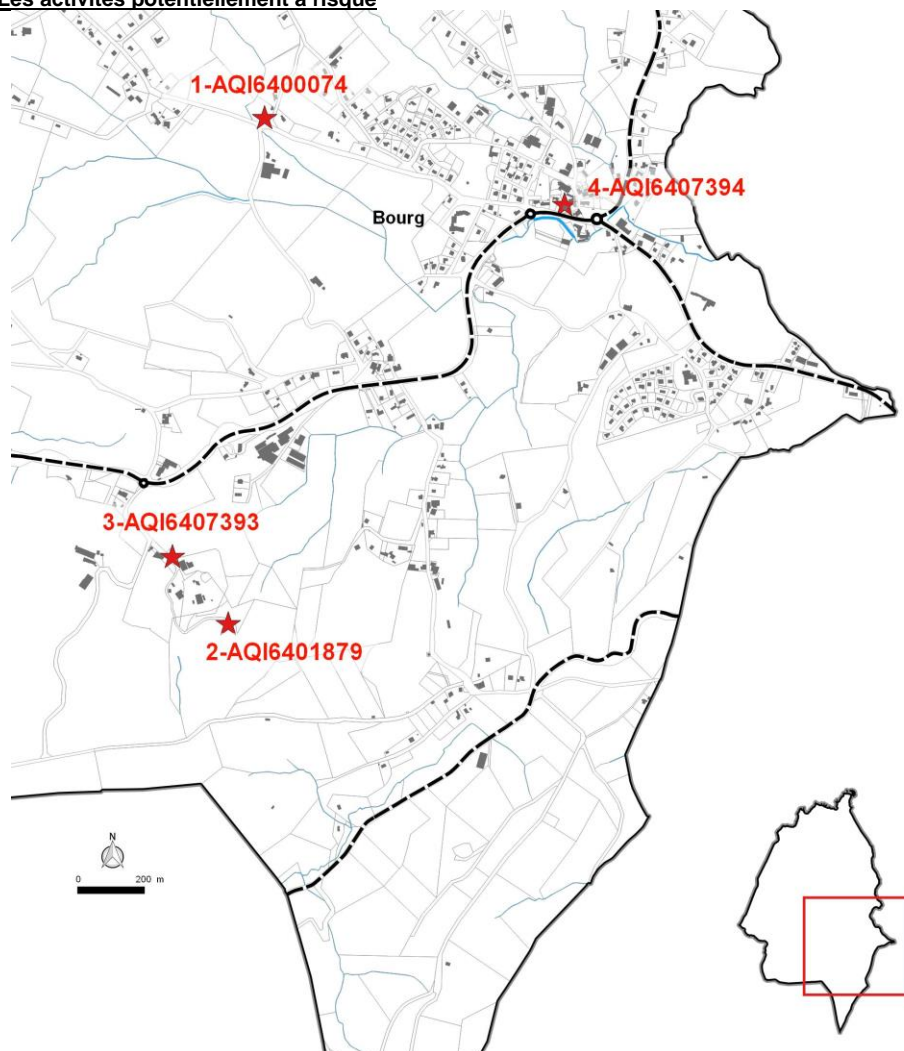 Les activités potentiellement à risque
1-AQI6400074
4-AQI6407394
Bourg
3-AQI6407393
2-AQI6401879
N
0 200 m